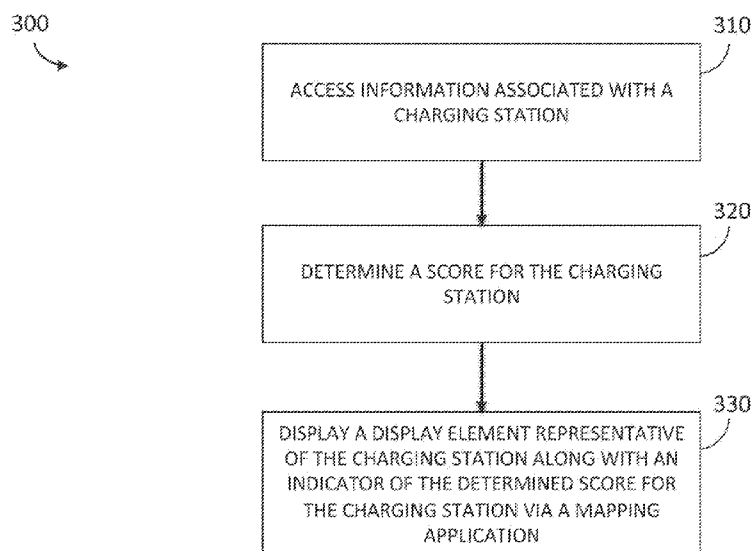 300
310
ACCESS INFORMATION ASSOCIATED WITH A
CHARGING STATION
320
DETERMINE A SCORE FOR THE CHARGING
STATION
330
DISPLAY A DISPLAY ELEMENT REPRESENTATIVE
OF THE CHARGING STATION ALONG WITH AN
INDICATOR OF THE DETERMINED SCORE FOR
THE CHARGING STATION VIA A MAPPING
APPLICATION